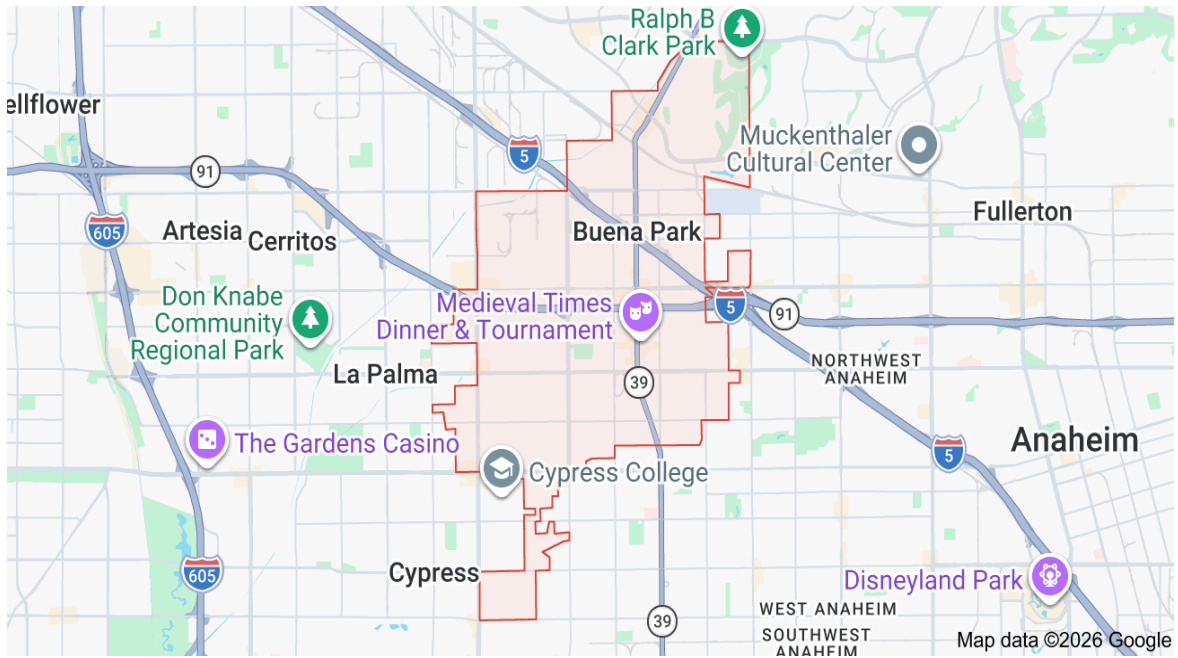 Ralph B
Clark Park
ellflower
Muckenthaler
Cultural Center
5
91
Fullerton
605
Artesia
Cerritos
Buena Park
Don Knabe
Community
Regional Park
Medieval Times
Dinner & Tournament
5
91
NORTHWEST
ANAHEIM
La Palma
39
The Gardens Casino
Anaheim
5
Cypress College
605
Cypress
Disneyland Park
WEST ANAHEIM
39
SOUTHWEST
ANAHEIM
Map data ©2026 Google